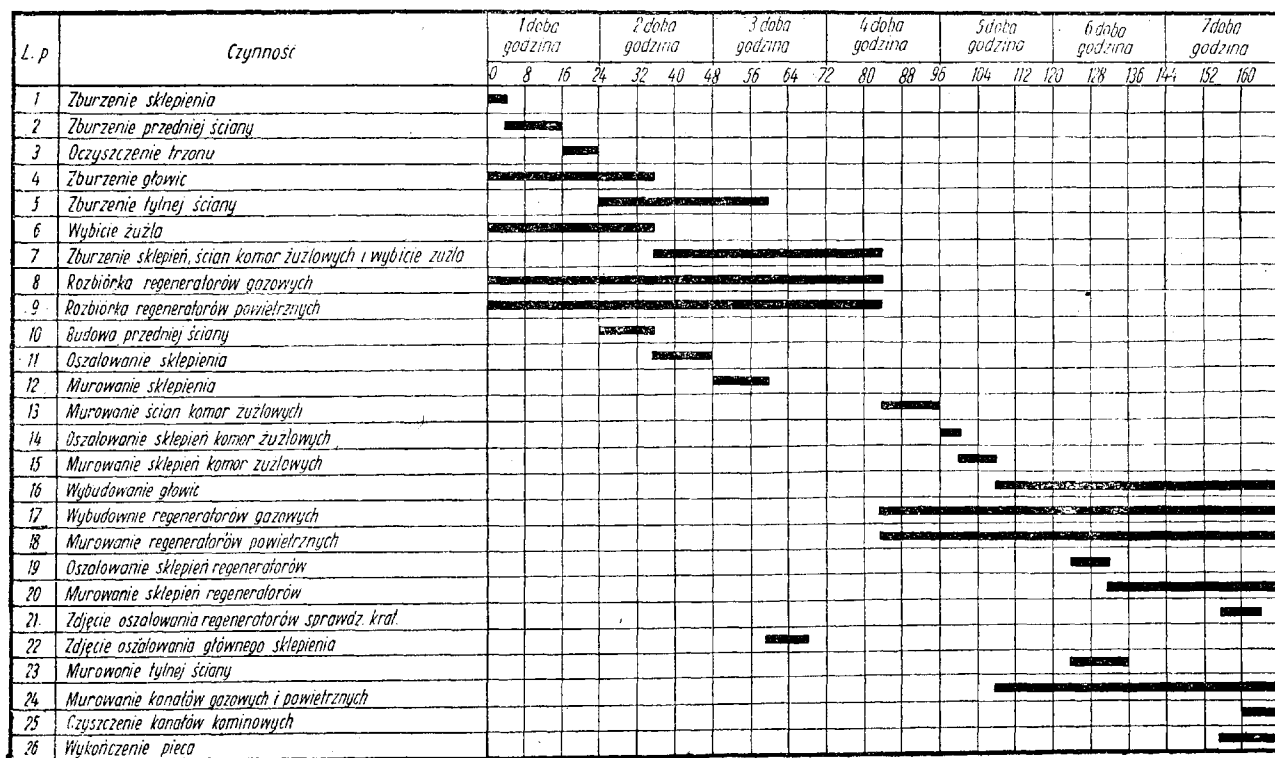 L. p Czynność 1 doba godzina 2 doba godzina 3 doba godzina 4 doba godzina 5 doba godzina 6 doba godzina 7 doba godzina
0 8 16 24 32 40 48 56 64 72 80 88 96 104 112 120 128 136 144 152 160
1 Zburzenie sklepienia
2 Zburzenie przedniej ściany
3 Oczyszczenie trzonu
4 Zburzenie głowic
5 Zburzenie tylnej ściany
6 Wybicie żużla
7 Zburzenie sklepień, ścian komor żużlowych i wybicie żużla
8 Rozbiórka regeneratorów gazowych
9 Rozbiórka regeneratorów powietrznych
10 Budowa przedniej ściany
11 Oszalowanie sklepienia
12 Murowanie sklepienia
13 Murowanie ścian komor żużlowych
14 Oszalowanie sklepień komor żużlowych
15 Murowanie sklepień komor żużlowych
16 Wybudowanie głowic
17 Wybudownie regeneratorów gazowych
18 Murowanie regeneratorów powietrznych
19 Oszalowanie sklepień regeneratorów
20 Murowanie sklepień regeneratorów
21. Zdjęcie oszalowania regeneratorów sprawdz. krat.
22 Zdjęcie oszalowania głównego sklepienia
23 Murowanie tylnej ściany
24 Murowanie kanałów gazowych i powietrznych
25 Czyszczenie kanałów kominowych
26 Wykończenie pieca